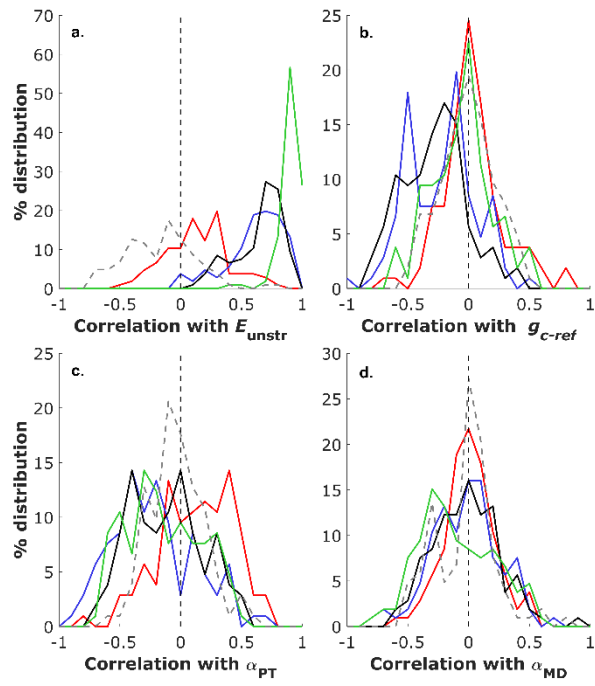 a.
70
60
50
40
30
20
10
0
% distribution
-1 -0.5 0 0.5 1
Correlation with E_unstr
b.
25
20
15
10
5
0
-1 -0.5 0 0.5 1
Correlation with g_c-ref
c.
25
20
15
10
5
0
% distribution
-1 -0.5 0 0.5 1
Correlation with α_PT
d.
30
25
20
15
10
5
0
-1 -0.5 0 0.5 1
Correlation with α_MD